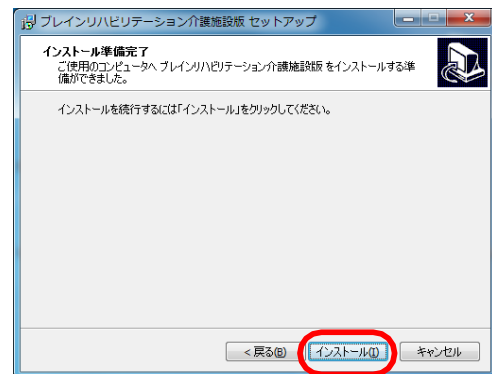 ブレインリハビリテーション介護施設版 セットアップ
インストール準備完了
ご使用のコンピュータへ ブレインリハビリテーション介護施設版 をインストールする準
備ができました。
インストールを続行するには「インストール」をクリックしてください。
< 戻る(B)
インストール(I)
キャンセル